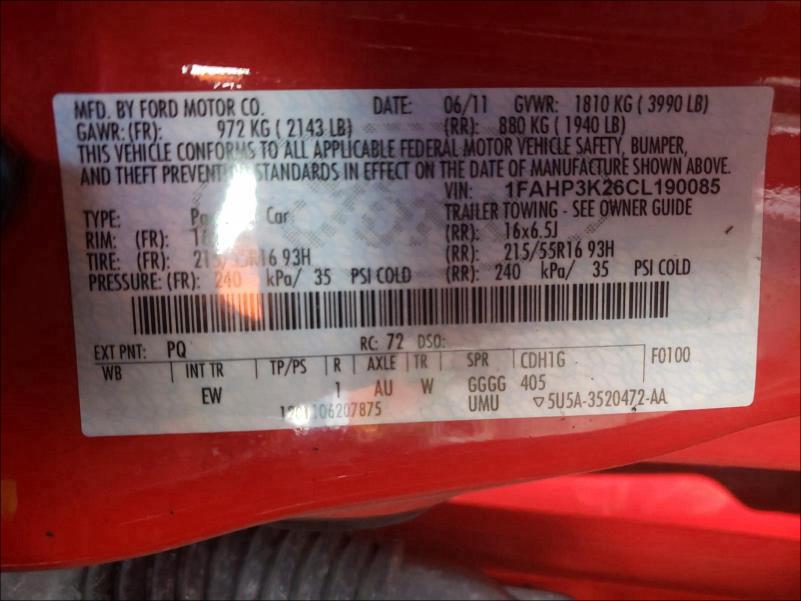 MFD. BY FORD MOTOR CO. DATE: 06/11 GVWR: 1810 KG ( 3990 LB)
GAWR: (FR): 972 KG ( 2143 LB) (RR): 880 KG ( 1940 LB)
THIS VEHICLE CONFORMS TO ALL APPLICABLE FEDERAL MOTOR VEHICLE SAFETY, BUMPER,
AND THEFT PREVENTION STANDARDS IN EFFECT ON THE DATE OF MANUFACTURE SHOWN ABOVE.
VIN: 1FAHP3K26CL190085
TYPE: Car TRAILER TOWING - SEE OWNER GUIDE
RIM: (FR): (RR): 16x6.5J
TIRE: (FR): R16 93H (RR): 215/55R16 93H
PRESSURE: (FR): 240 kPa/ 35 PSI COLD (RR): 240 kPa/ 35 PSI COLD
EXT PNT: PQ RC: 72 DSO:
WB INT TR TP/PS R AXLE TR SPR CDH1G F0100
EW 1 AU W GGGG 405
UMU ▽5U5A-3520472-AA